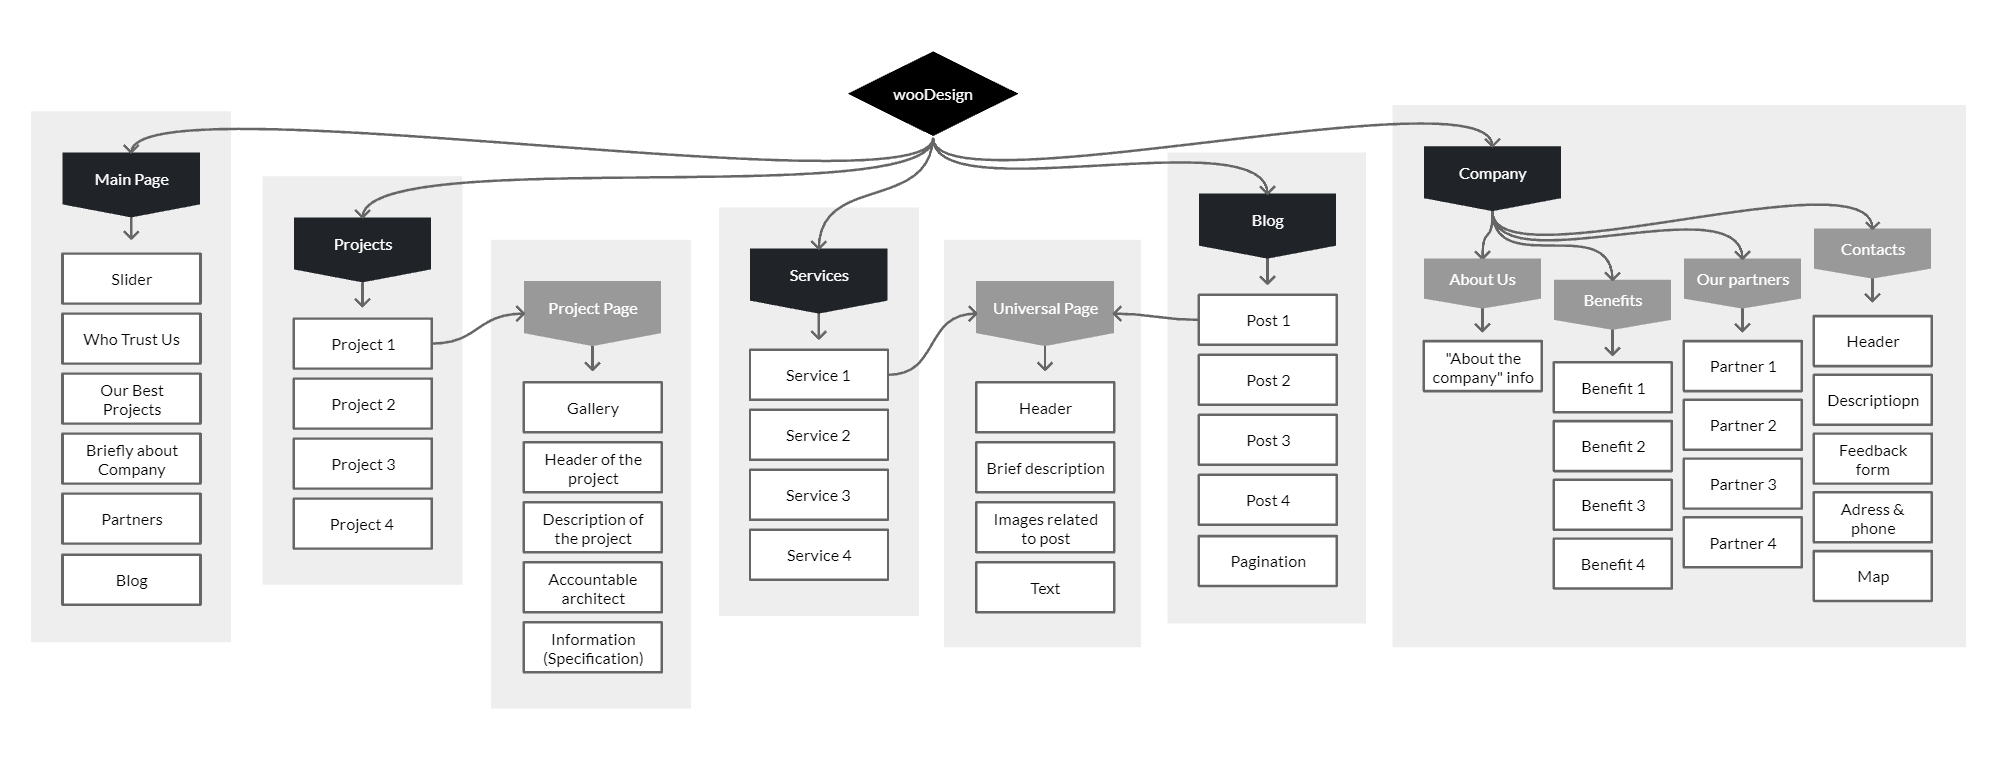 wooDesign
Main Page
Slider
Who Trust Us
Our Best
Projects
Briefly about
Company
Partners
Blog
Projects
Project 1
Project 2
Project 3
Project 4
Project Page
Gallery
Header of the
project
Description of
the project
Accountable
architect
Information
(Specification)
Services
Service 1
Service 2
Service 3
Service 4
Universal Page
Header
Brief description
Images related
to post
Text
Blog
Post 1
Post 2
Post 3
Post 4
Pagination
Company
About Us
"About the
company" info
Benefits
Benefit 1
Benefit 2
Benefit 3
Benefit 4
Our partners
Partner 1
Partner 2
Partner 3
Partner 4
Contacts
Header
Descriptiopn
Feedback
form
Adress &
phone
Map